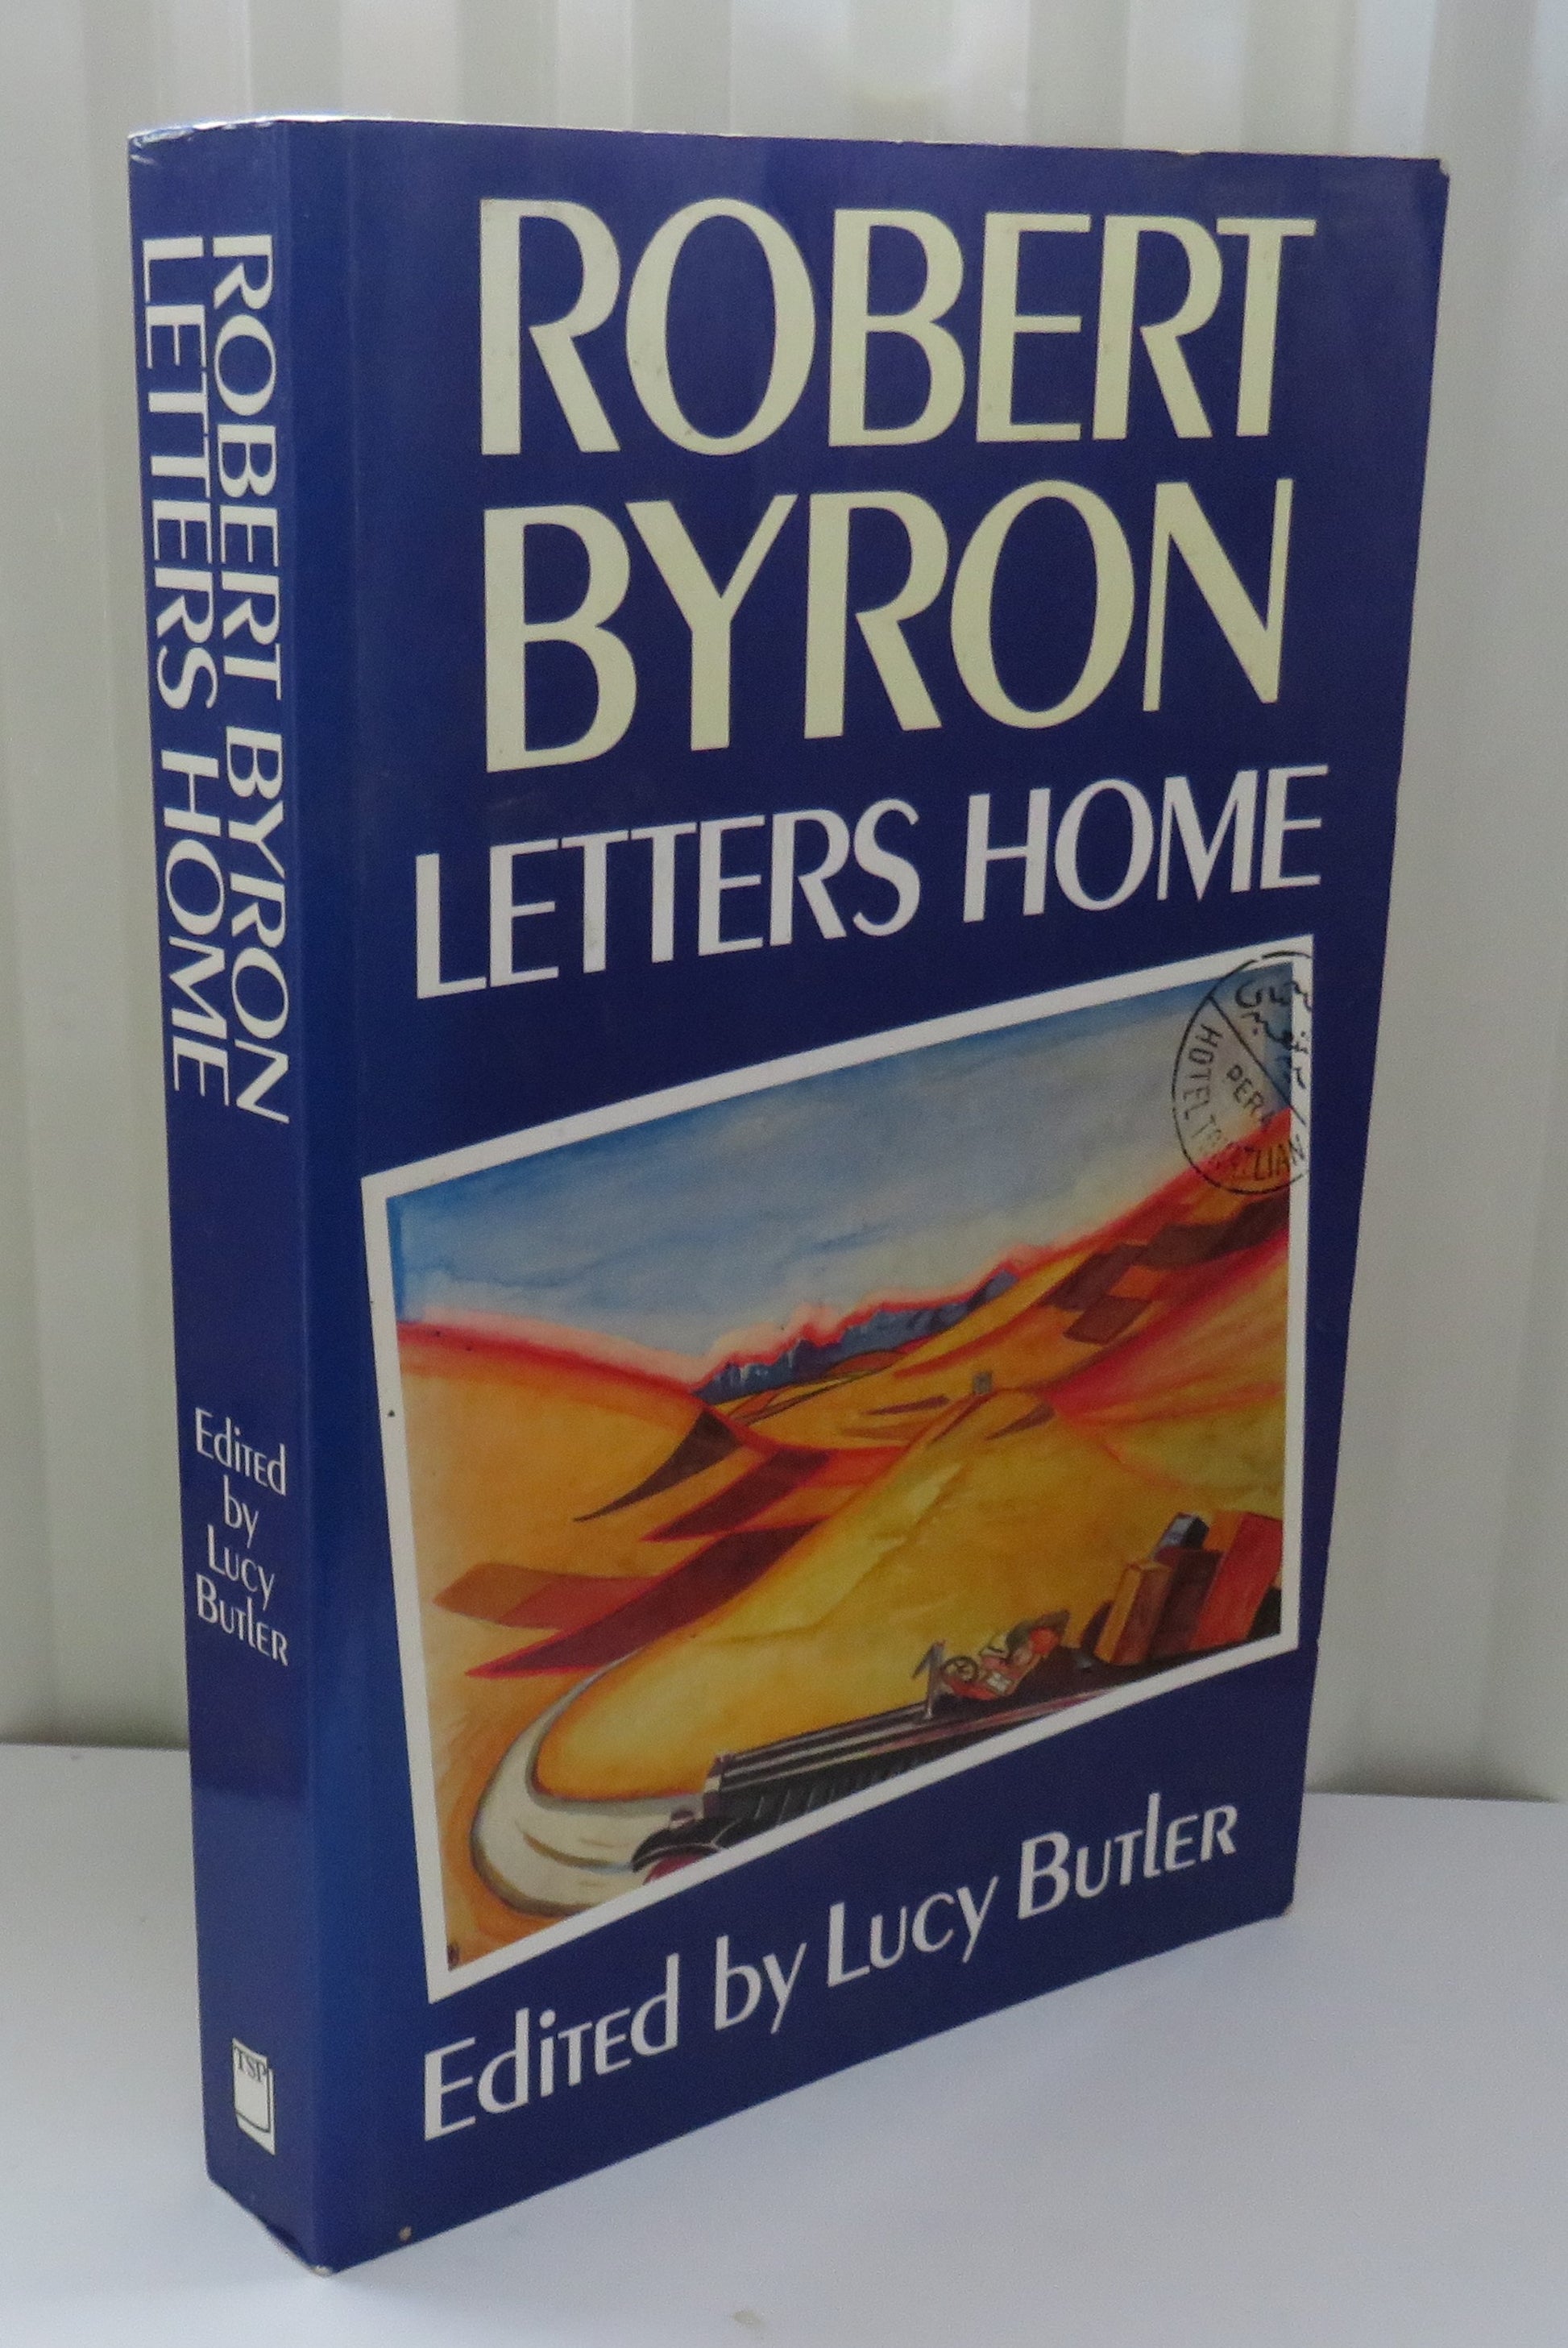 ROBERT BYRON
LETTERS HOME
Edited
by
Lucy
Butler
TSP
ROBERT
BYRON
LETTERS HOME
PERA
HOTEL
Edited by Lucy Butler